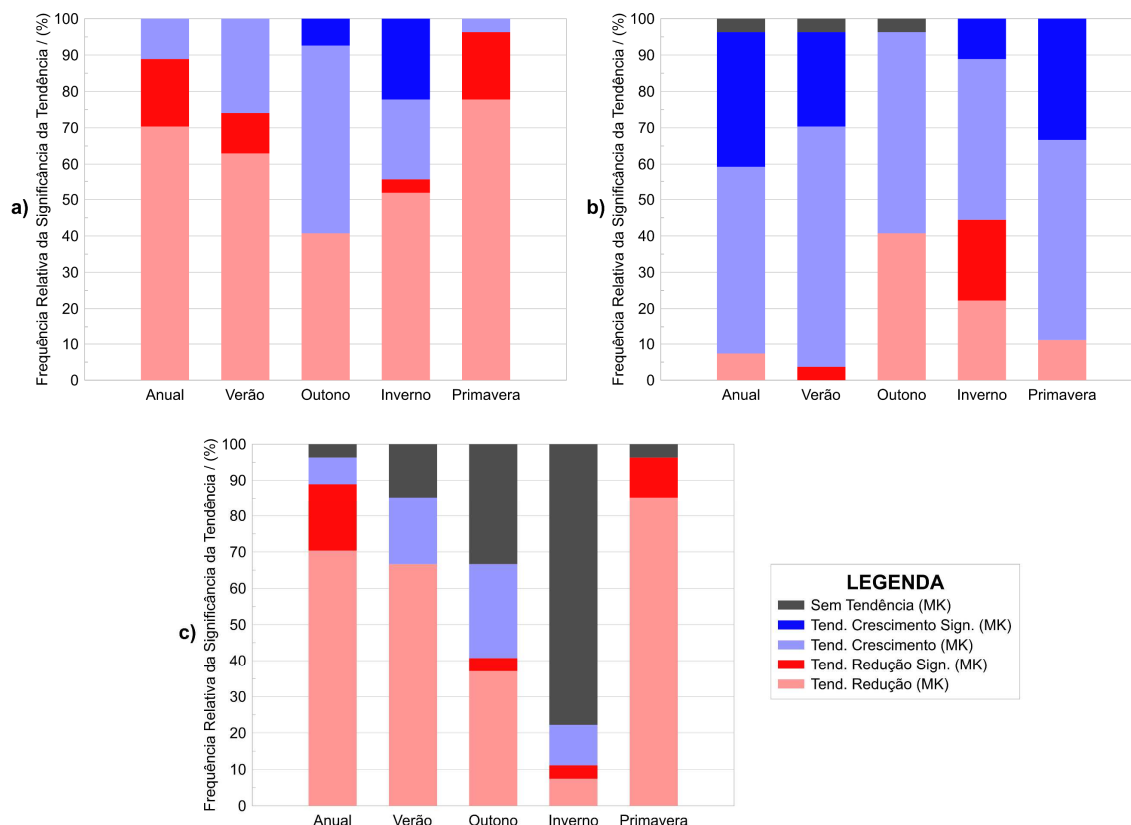 a)
Frequência Relativa da Significância da Tendência / (%)
100
90
80
70
60
50
40
30
20
10
0
Anual Verão Outono Inverno Primavera
b)
Frequência Relativa da Significância da Tendência / (%)
100
90
80
70
60
50
40
30
20
10
0
Anual Verão Outono Inverno Primavera
c)
Frequência Relativa da Significância da Tendência / (%)
100
90
80
70
60
50
40
30
20
10
0
Anual Verão Outono Inverno Primavera
LEGENDA
Sem Tendência (MK)
Tend. Crescimento Sign. (MK)
Tend. Crescimento (MK)
Tend. Redução Sign. (MK)
Tend. Redução (MK)